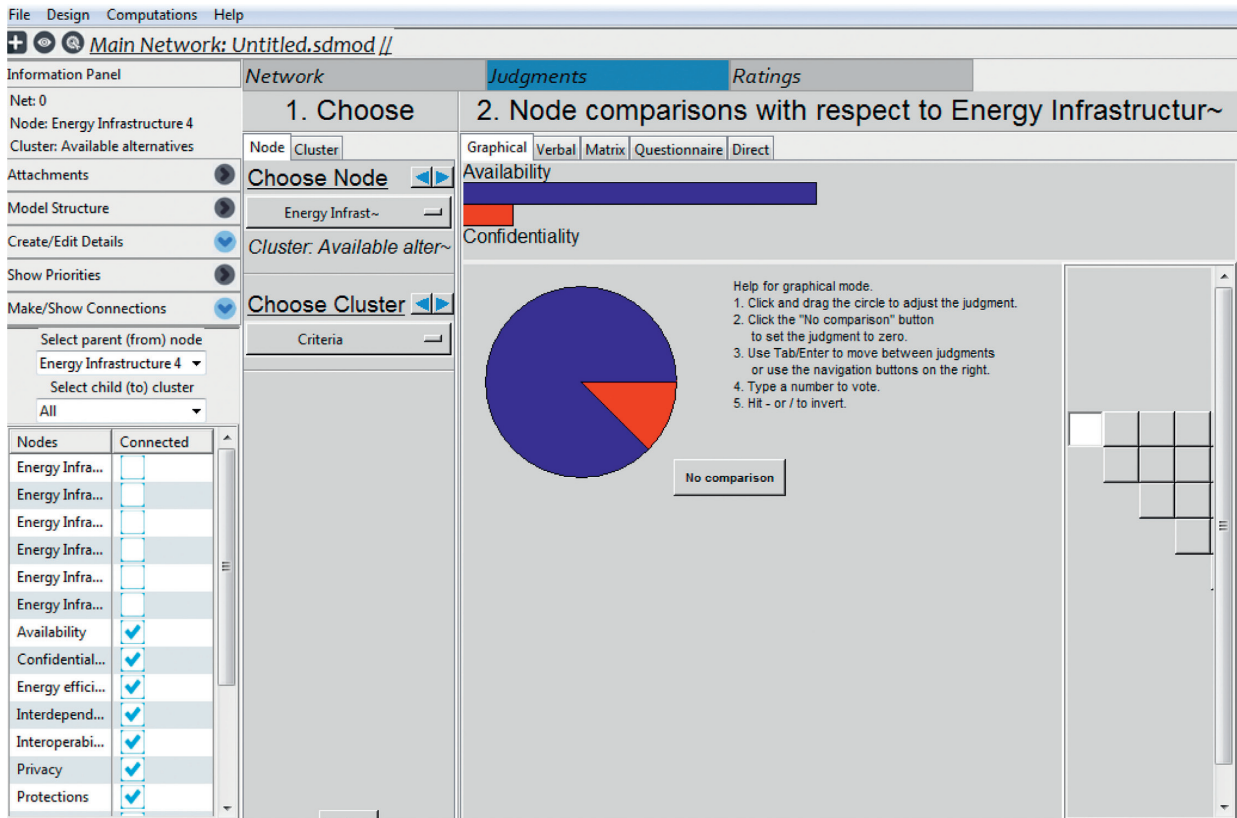 File Design Computations Help
Main Network: Untitled.sdmod //
Information Panel
Net: 0
Node: Energy Infrastructure 4
Cluster: Available alternatives
Attachments
Model Structure
Create/Edit Details
Show Priorities
Make/Show Connections
Select parent (from) node
Energy Infrastructure 4
Select child (to) cluster
All
Nodes Connected
Energy Infra...
Energy Infra...
Energy Infra...
Energy Infra...
Energy Infra...
Energy Infra...
Availability
Confidential...
Energy effici...
Interdepend...
Interoperabi...
Privacy
Protections
Network Judgments Ratings
1. Choose
Node Cluster
Choose Node
Energy Infrast~
Cluster: Available alter~
Choose Cluster
Criteria
2. Node comparisons with respect to Energy Infrastructur~
Graphical Verbal Matrix Questionnaire Direct
Availability
Confidentiality
Help for graphical mode.
1. Click and drag the circle to adjust the judgment.
2. Click the "No comparison" button
to set the judgment to zero.
3. Use Tab/Enter to move between judgments
or use the navigation buttons on the right.
4. Type a number to vote.
5. Hit - or / to invert.
No comparison